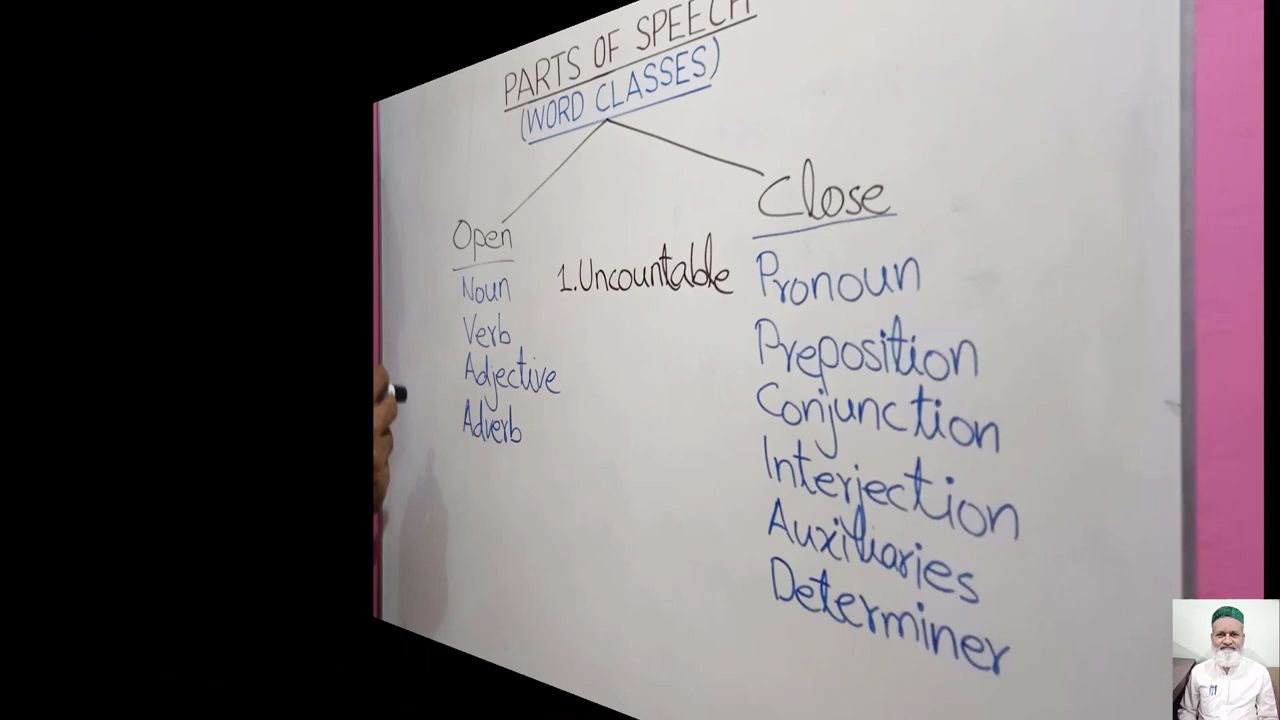 PARTS OF SPEECH
(WORD CLASSES)
Open
Noun
Verb
Adjective
Adverb
1.Uncountable
Close
Pronoun
Preposition
Conjunction
Interjection
Auxiliaries
Determiner